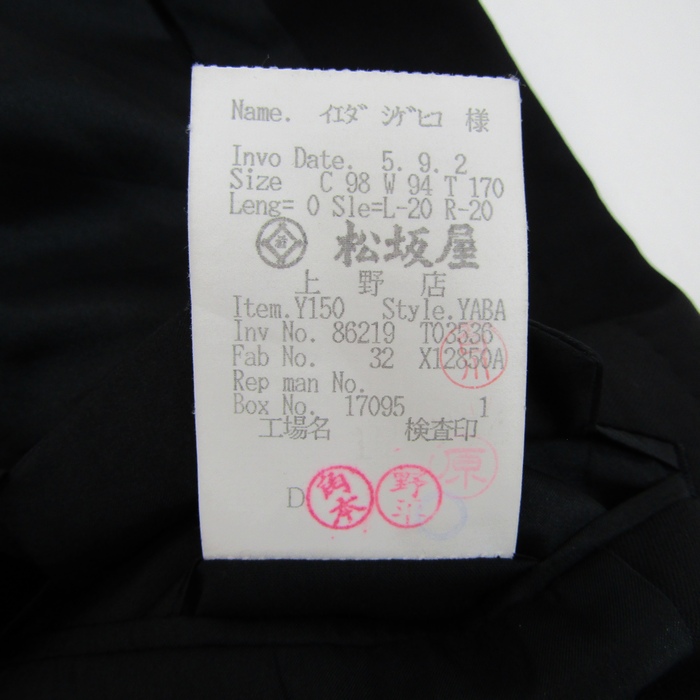 Name. イエダ シゲヒコ 様
Invo Date. 5. 9. 2
Size C 98 W 94 T 170
Leng= 0 Sle=L-20 R-20
松坂屋
上野店
Item.Y150 Style.YABA
Inv No. 86219 T03536
Fab No. 32 X12850A
Rep man No.
Box No. 17095 1
工場名 検査印
原
D 角本 野